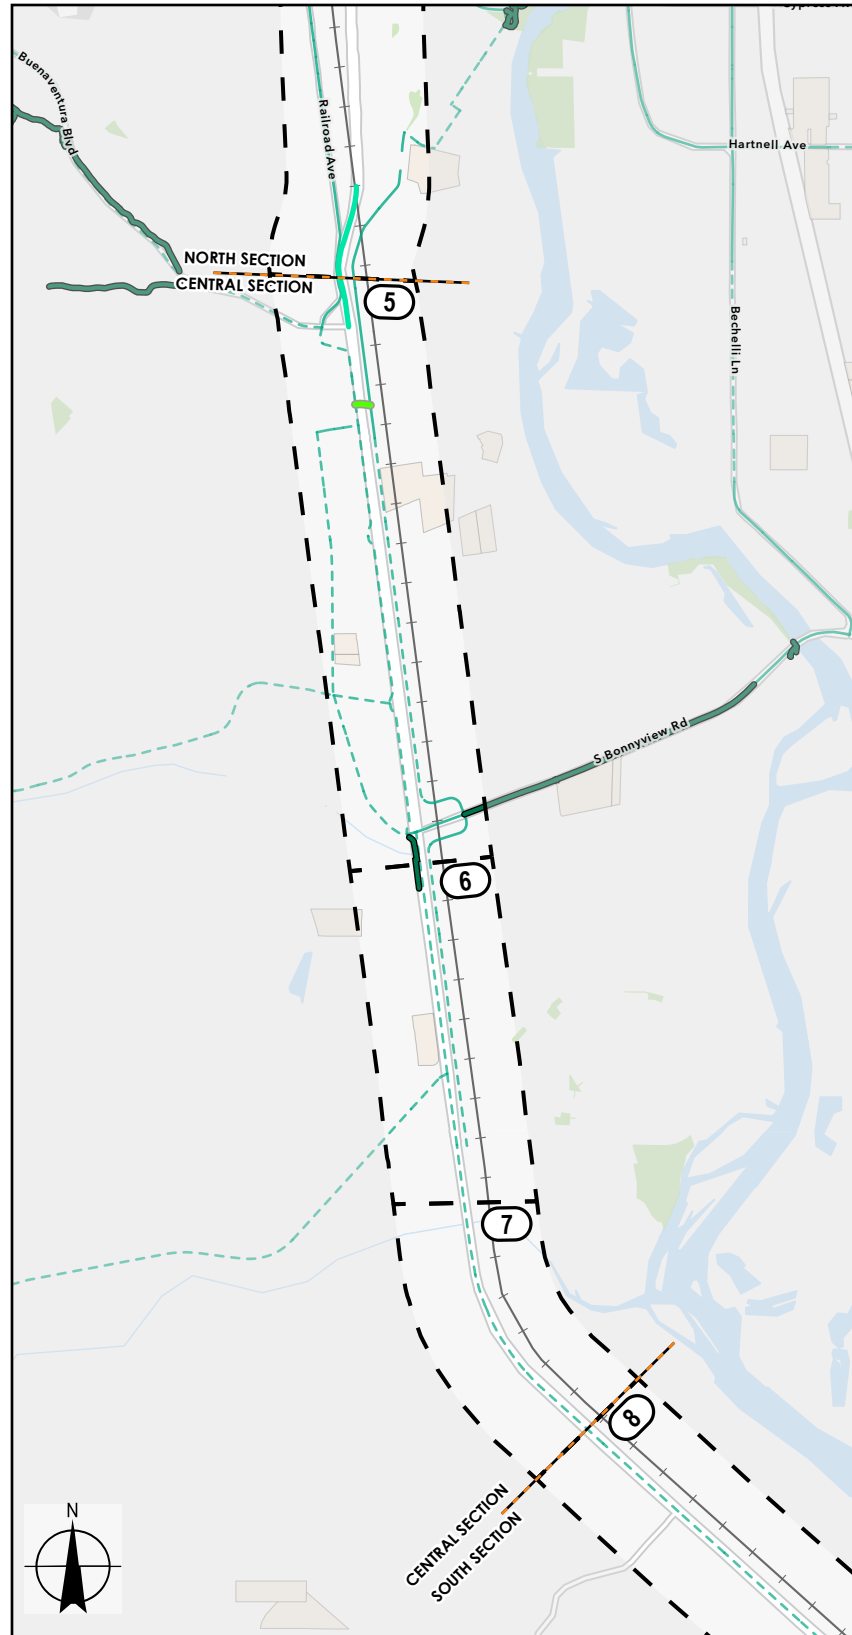 Buenaventura Blvd
Railroad Ave
Hartnell Ave
NORTH SECTION
CENTRAL SECTION
5
Bechelli Ln
S Bonnyview Rd
6
7
8
CENTRAL SECTION
SOUTH SECTION
N